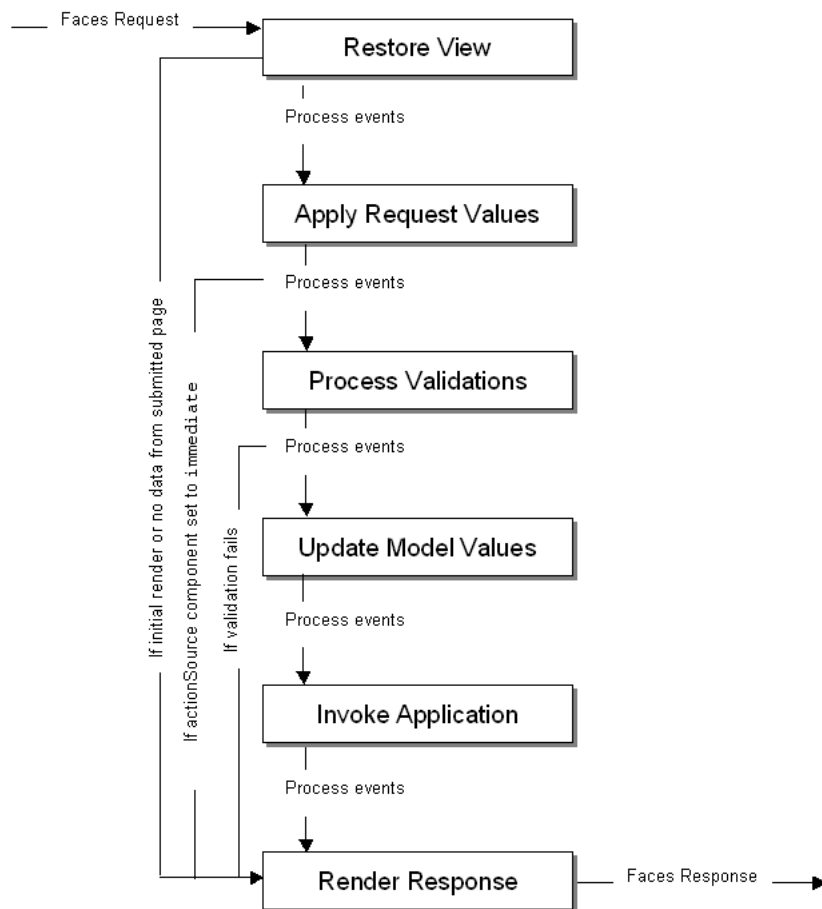 Faces Request
Restore View
Process events
Apply Request Values
Process events
Process Validations
Process events
Update Model Values
Process events
Invoke Application
Process events
Render Response
Faces Response
If initial render or no data from submitted page
If actionSource component set to immediate
If validation fails